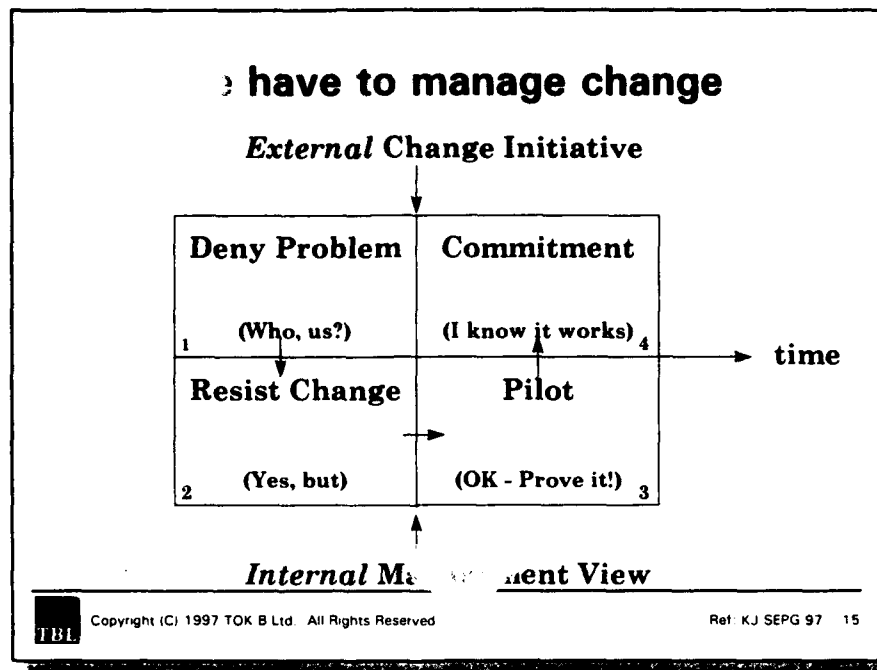 have to manage change
External Change Initiative
Deny Problem
Commitment
(Who, us?)
(I know it works)
1
4
time
Resist Change
Pilot
(Yes, but)
(OK - Prove it!)
2
3
Internal View
TBL
Copyright (C) 1997 TOK B Ltd. All Rights Reserved
Ref: KJ SEPG 97 15